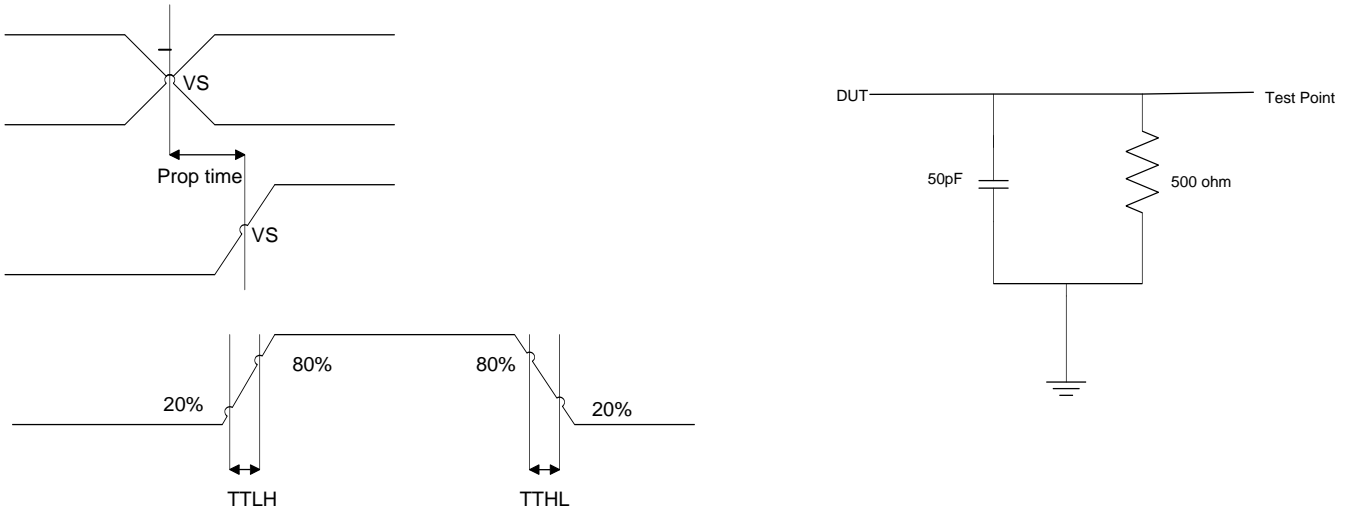 VS
Prop time
VS
80%
80%
20%
20%
TTLH
TTHL
DUT
Test Point
50pF
500 ohm